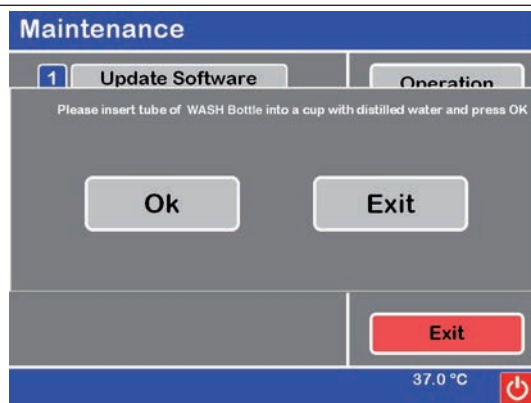 Maintenance
1 Update Software
Operation
Please insert tube of WASH Bottle into a cup with distilled water and press OK
Ok
Exit
Exit
37.0 °C